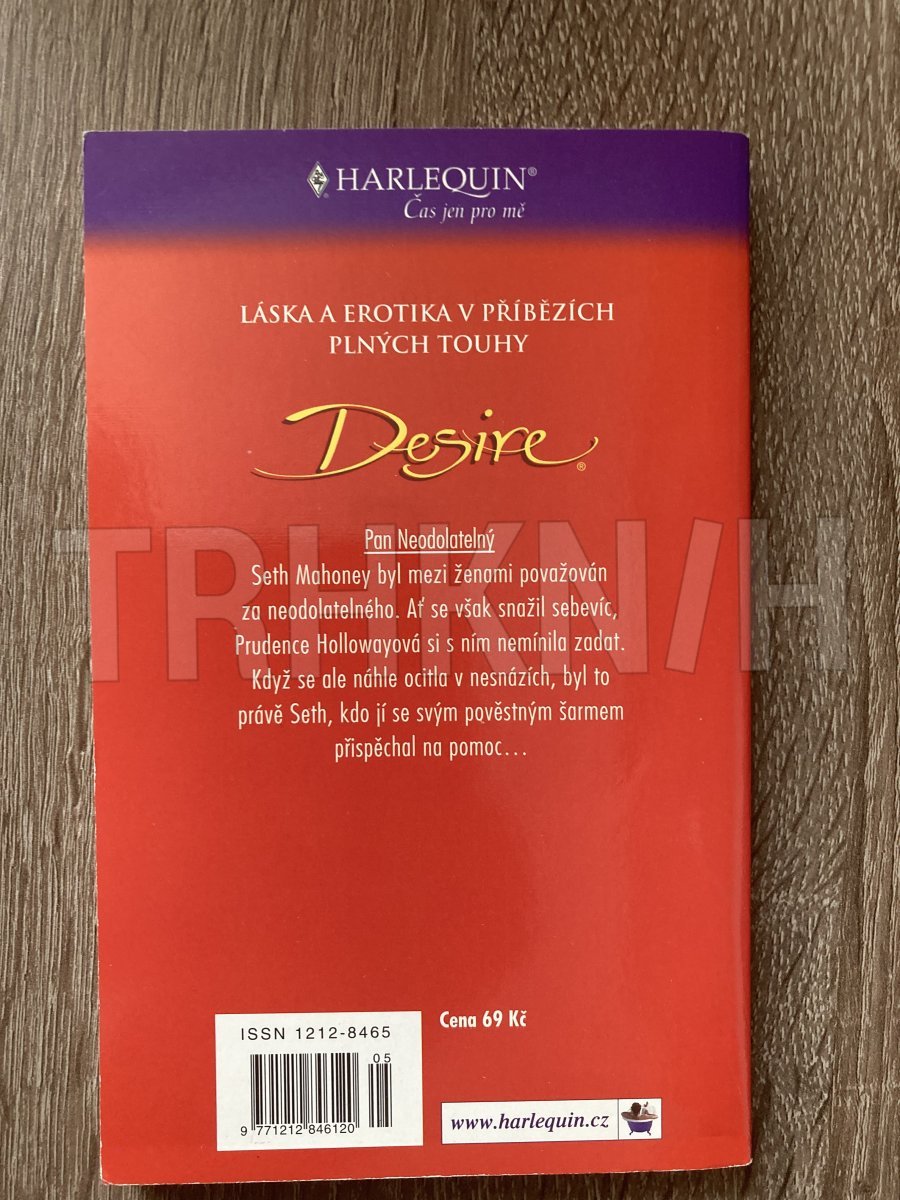 HARLEQUIN®
Čas jen pro mě
LÁSKA A EROTIKA V PŘÍBĚZÍCH
PLNÝCH TOUHY
Desire®
TRHKNIH
Pan Neodolatelný
Seth Mahoney byl mezi ženami považován
za neodolatelného. Ať se však snažil sebevíc,
Prudence Hollowayová si s ním nemínila zadat.
Když se ale náhle ocitla v nesnázích, byl to
právě Seth, kdo jí se svým pověstným šarmem
přispěchal na pomoc…
Cena 69 Kč
ISSN 1212-8465
05
9 771212 846120
www.harlequin.cz